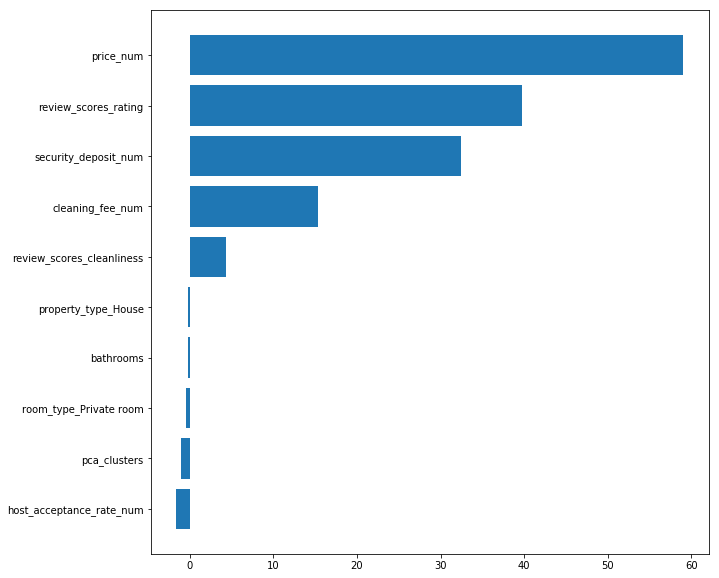 price_num
review_scores_rating
security_deposit_num
cleaning_fee_num
review_scores_cleanliness
property_type_House
bathrooms
room_type_Private room
pca_clusters
host_acceptance_rate_num
0 10 20 30 40 50 60